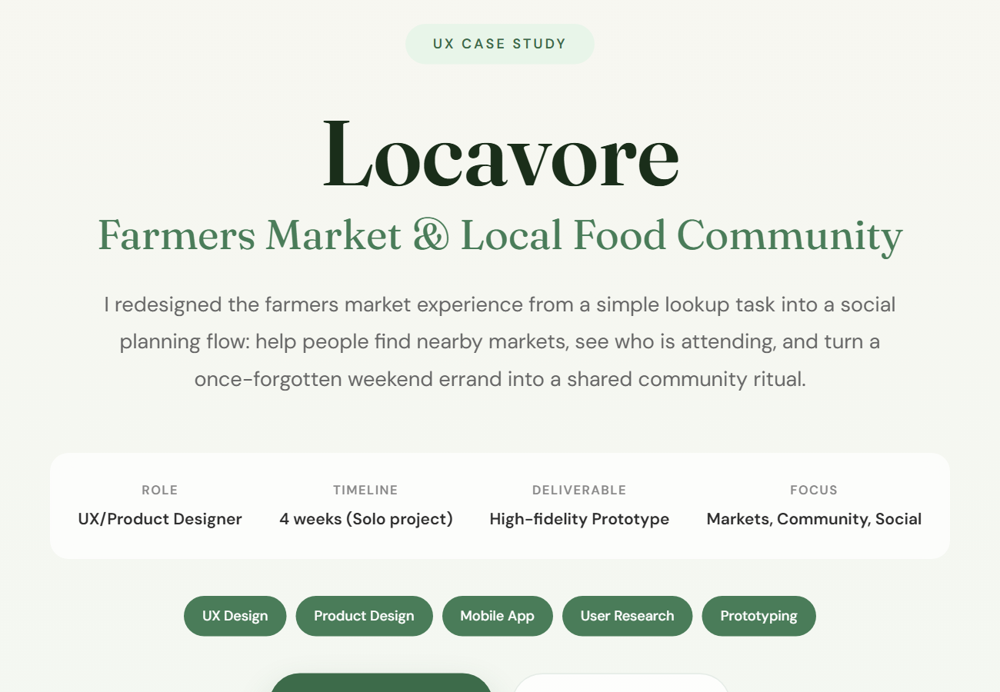 UX CASE STUDY
Locavore
Farmers Market & Local Food Community
I redesigned the farmers market experience from a simple lookup task into a social
planning flow: help people find nearby markets, see who is attending, and turn a
once-forgotten weekend errand into a shared community ritual.
ROLE
UX/Product Designer
TIMELINE
4 weeks (Solo project)
DELIVERABLE
High-fidelity Prototype
FOCUS
Markets, Community, Social
UX Design
Product Design
Mobile App
User Research
Prototyping